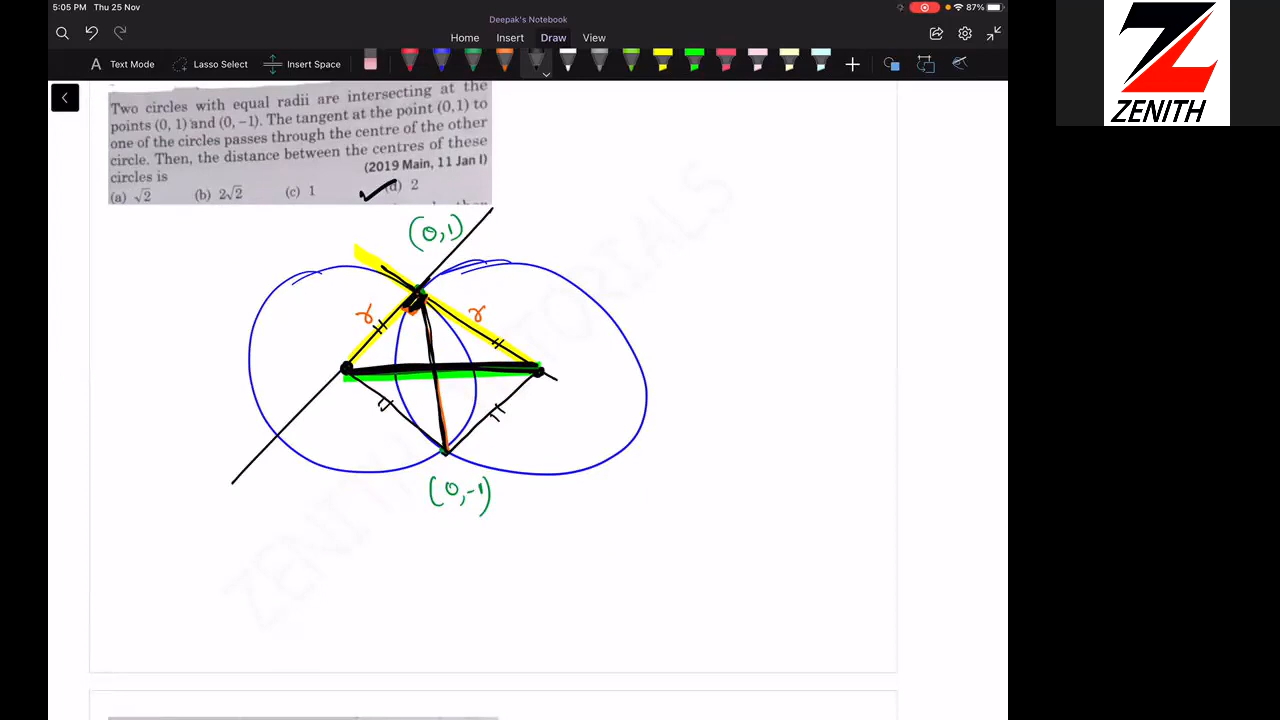 5:05 PM Thu 25 Nov
87%
Deepak's Notebook
Home Insert Draw View
A Text Mode Lasso Select Insert Space
ZENITH
Two circles with equal radii are intersecting at the
points (0, 1) and (0, −1). The tangent at the point (0, 1) to
one of the circles passes through the centre of the other
circle. Then, the distance between the centres of these
circles is
(2019 Main, 11 Jan I)
(a) √2 (b) 2√2 (c) 1 (d) 2
(0,1)
r r
(0,-1)
ZENITH TUTORIALS